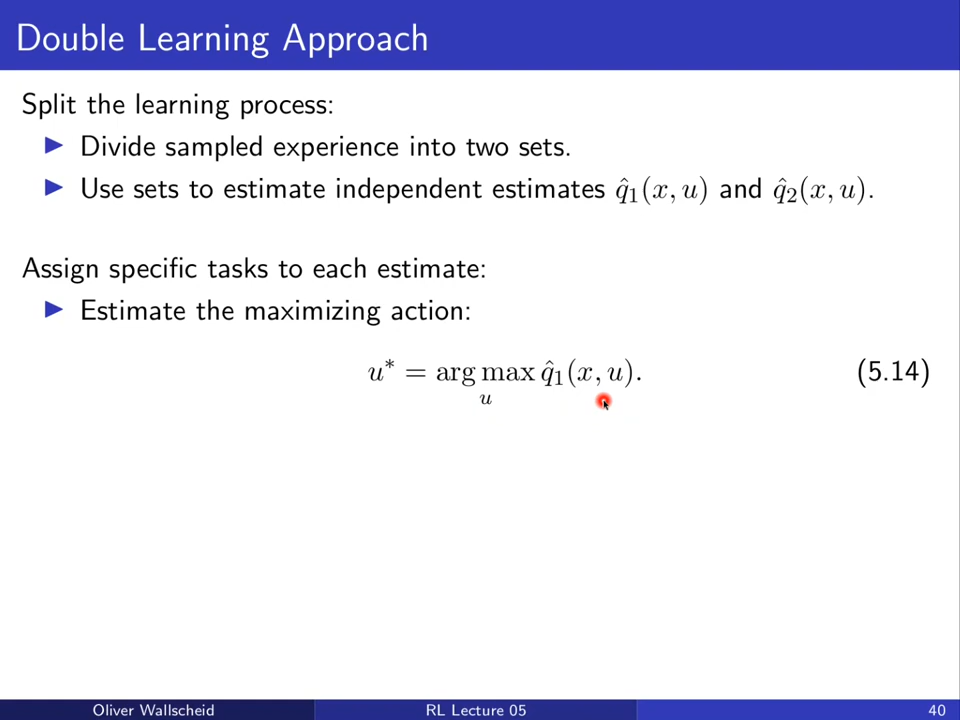 Double Learning Approach
Split the learning process:
▶ Divide sampled experience into two sets.
▶ Use sets to estimate independent estimates q̂₁(x, u) and q̂₂(x, u).
Assign specific tasks to each estimate:
▶ Estimate the maximizing action:
u* = arg max q̂₁(x, u). (5.14)
u
Oliver Wallscheid RL Lecture 05 40